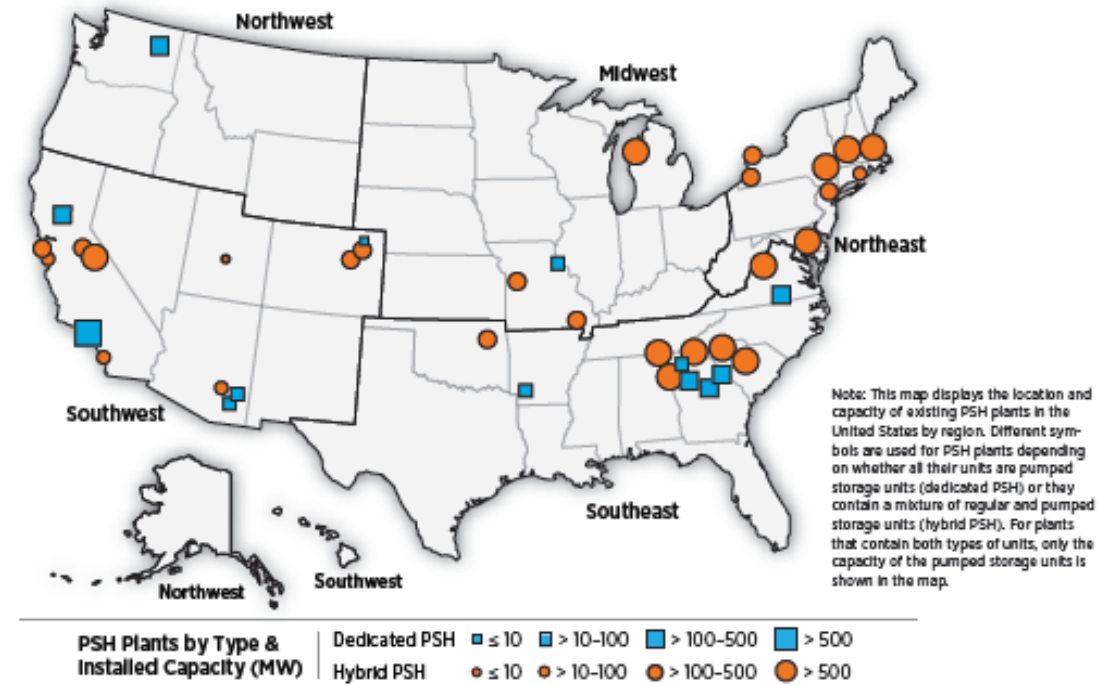 Northwest
Midwest
Northeast
Southwest
Note: This map displays the location and
capacity of existing PSH plants in the
United States by region. Different sym-
bols are used for PSH plants depending
on whether all their units are pumped
storage units (dedicated PSH) or they
contain a mixture of regular and pumped
storage units (hybrid PSH). For plants
that contain both types of units, only the
capacity of the pumped storage units is
shown in the map.
Southeast
Southwest
Northwest
PSH Plants by Type &
Installed Capacity (MW)
Dedicated PSH ≤ 10 > 10–100 > 100–500 > 500
Hybrid PSH ≤ 10 > 10–100 > 100–500 > 500